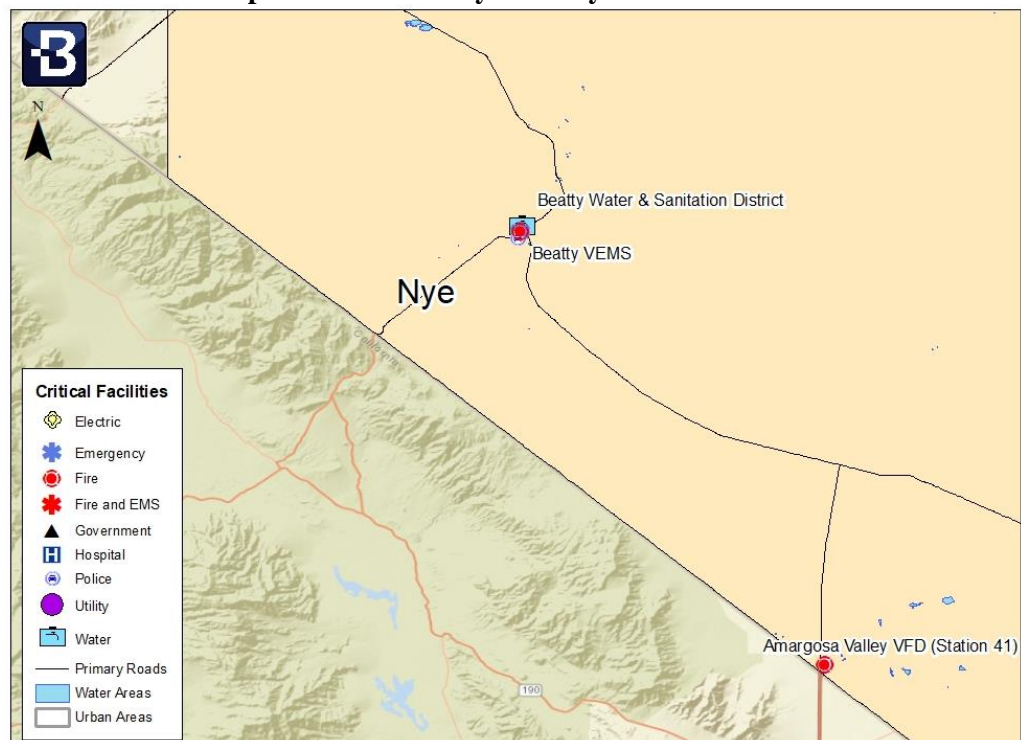 B
N
Beatty Water & Sanitation District
Beatty VEMS
Nye
California
Critical Facilities
Electric
Emergency
Fire
Fire and EMS
Government
H Hospital
Police
Utility
Water
Primary Roads
Water Areas
Urban Areas
190
Amargosa Valley VFD (Station 41)